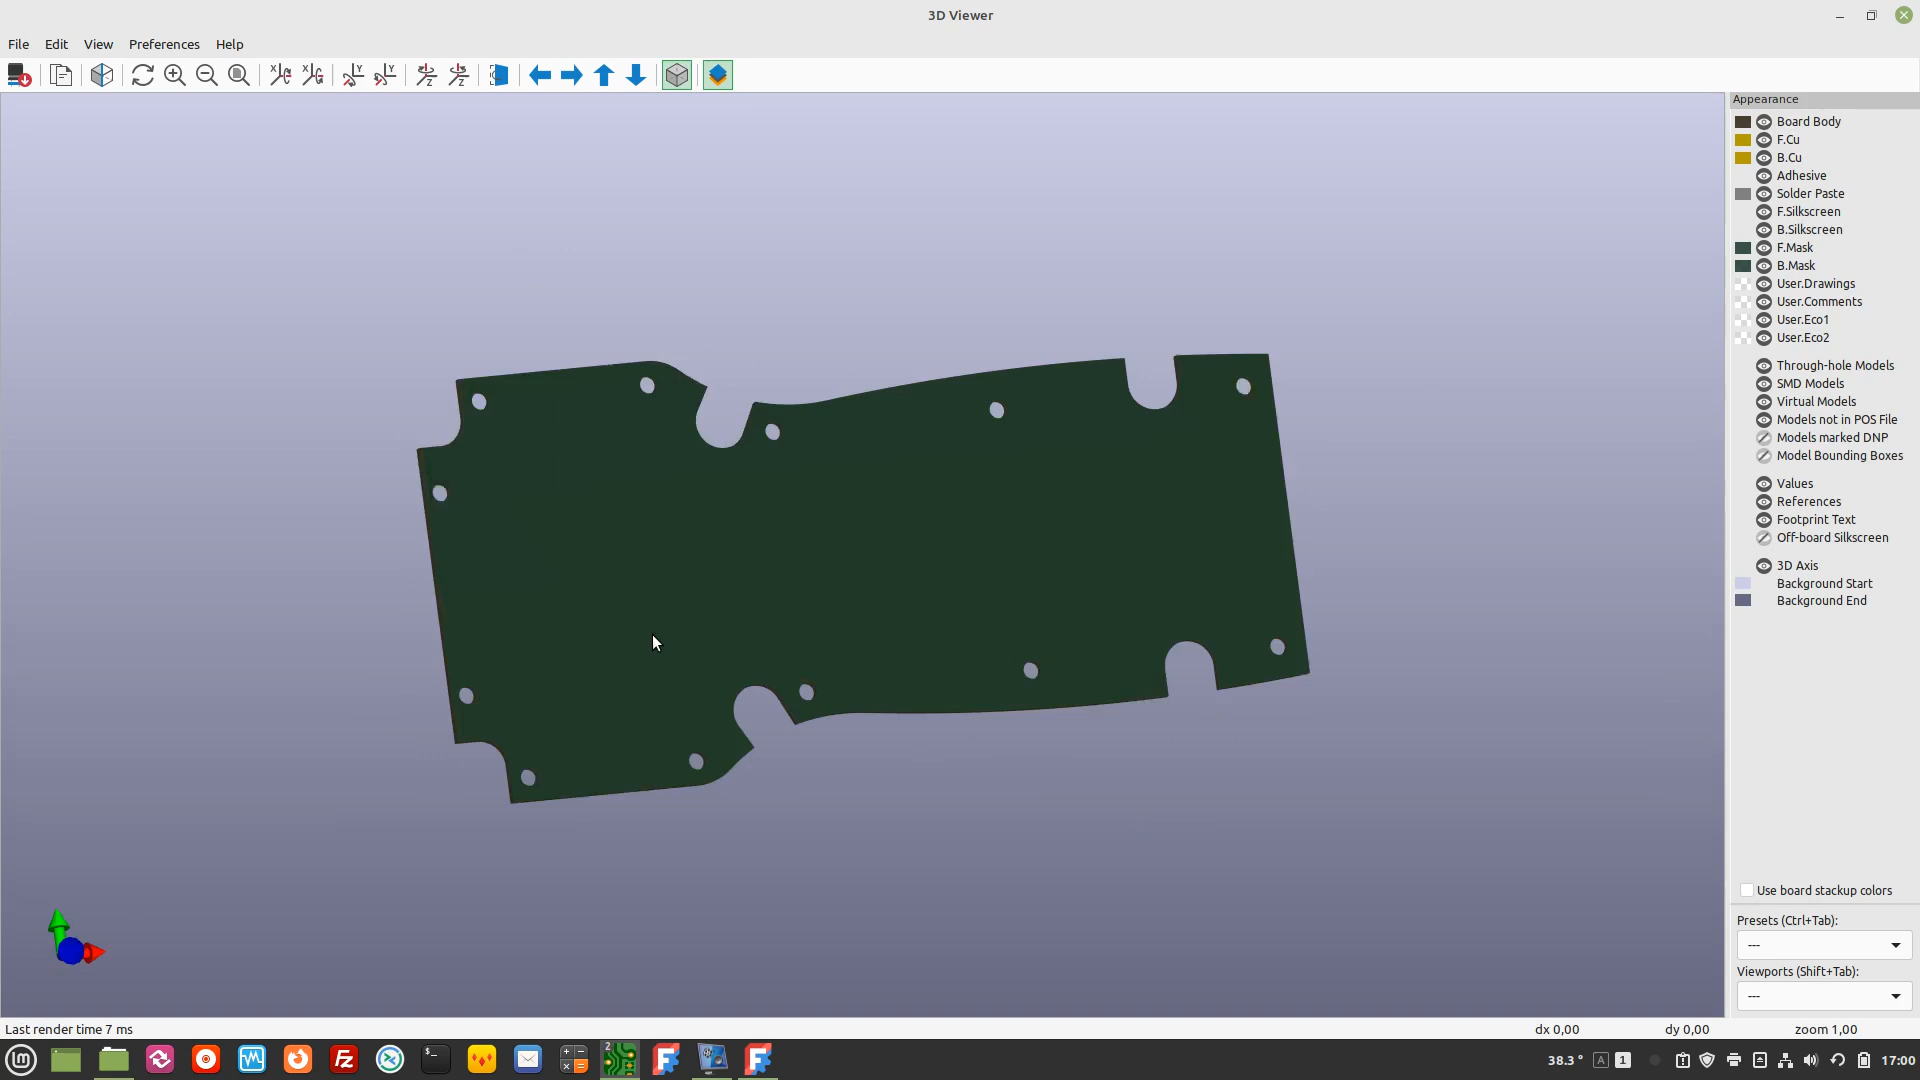 3D Viewer
File Edit View Preferences Help
Appearance
Board Body
F.Cu
B.Cu
Adhesive
Solder Paste
F.Silkscreen
B.Silkscreen
F.Mask
B.Mask
User.Drawings
User.Comments
User.Eco1
User.Eco2
Through-hole Models
SMD Models
Virtual Models
Models not in POS File
Models marked DNP
Model Bounding Boxes
Values
References
Footprint Text
Off-board Silkscreen
3D Axis
Background Start
Background End
Use board stackup colors
Presets (Ctrl+Tab):
---
Viewports (Shift+Tab):
---
Last render time 7 ms dx 0,00 dy 0,00 zoom 1,00
2
38.3 ° A 1 17:00